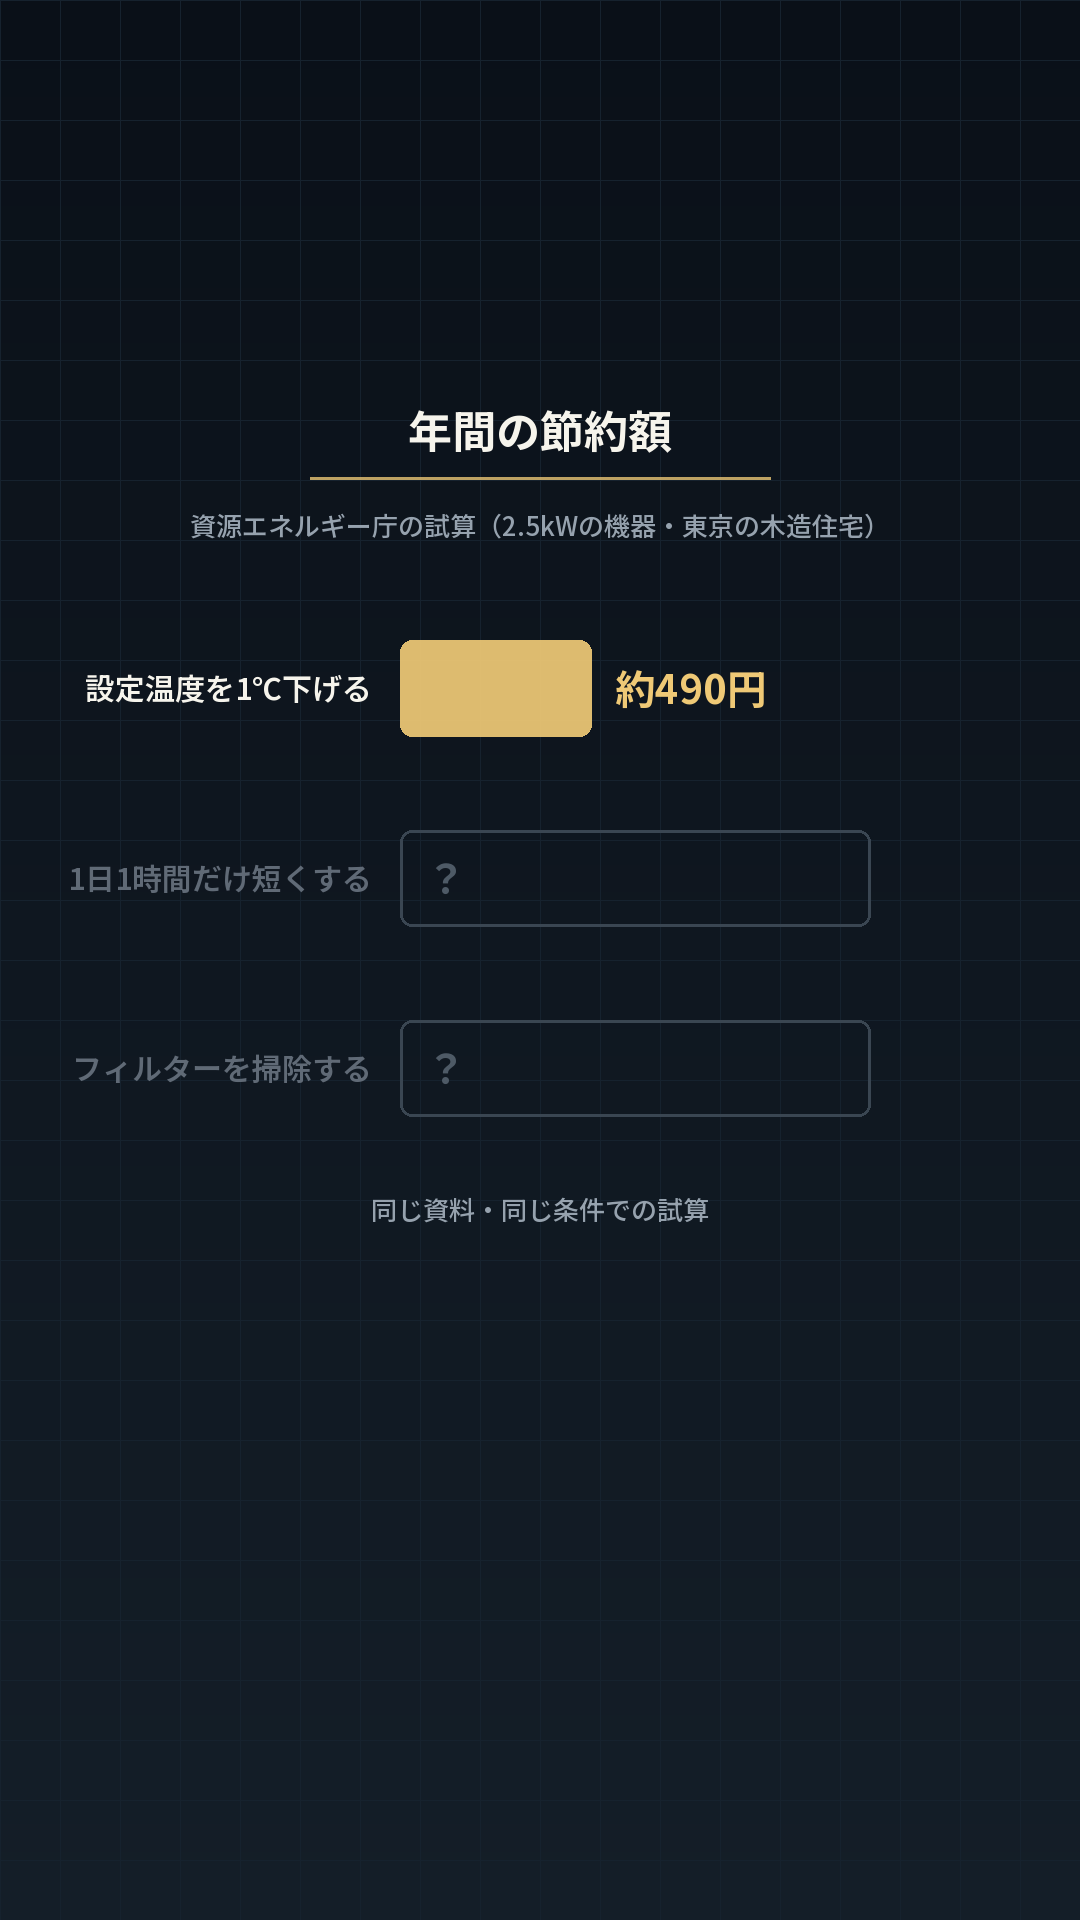 年間の節約額
資源エネルギー庁の試算（2.5kWの機器・東京の木造住宅）
設定温度を1℃下げる 約490円
1日1時間だけ短くする ？
フィルターを掃除する ？
同じ資料・同じ条件での試算